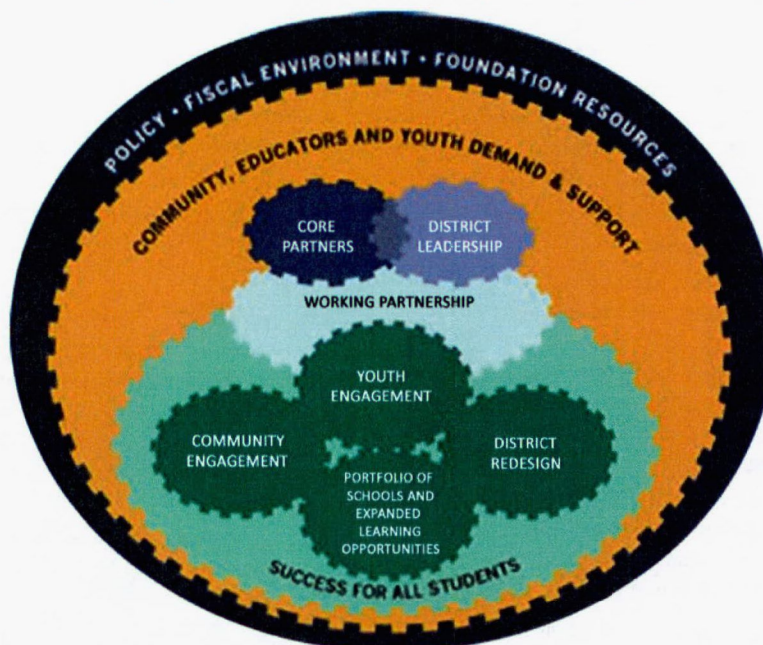 POLICY • FISCAL ENVIRONMENT • FOUNDATION RESOURCES
COMMUNITY, EDUCATORS AND YOUTH DEMAND & SUPPORT
CORE
PARTNERS
DISTRICT
LEADERSHIP
WORKING PARTNERSHIP
YOUTH
ENGAGEMENT
COMMUNITY
ENGAGEMENT
DISTRICT
REDESIGN
PORTFOLIO OF
SCHOOLS AND
EXPANDED
LEARNING
OPPORTUNITIES
SUCCESS FOR ALL STUDENTS